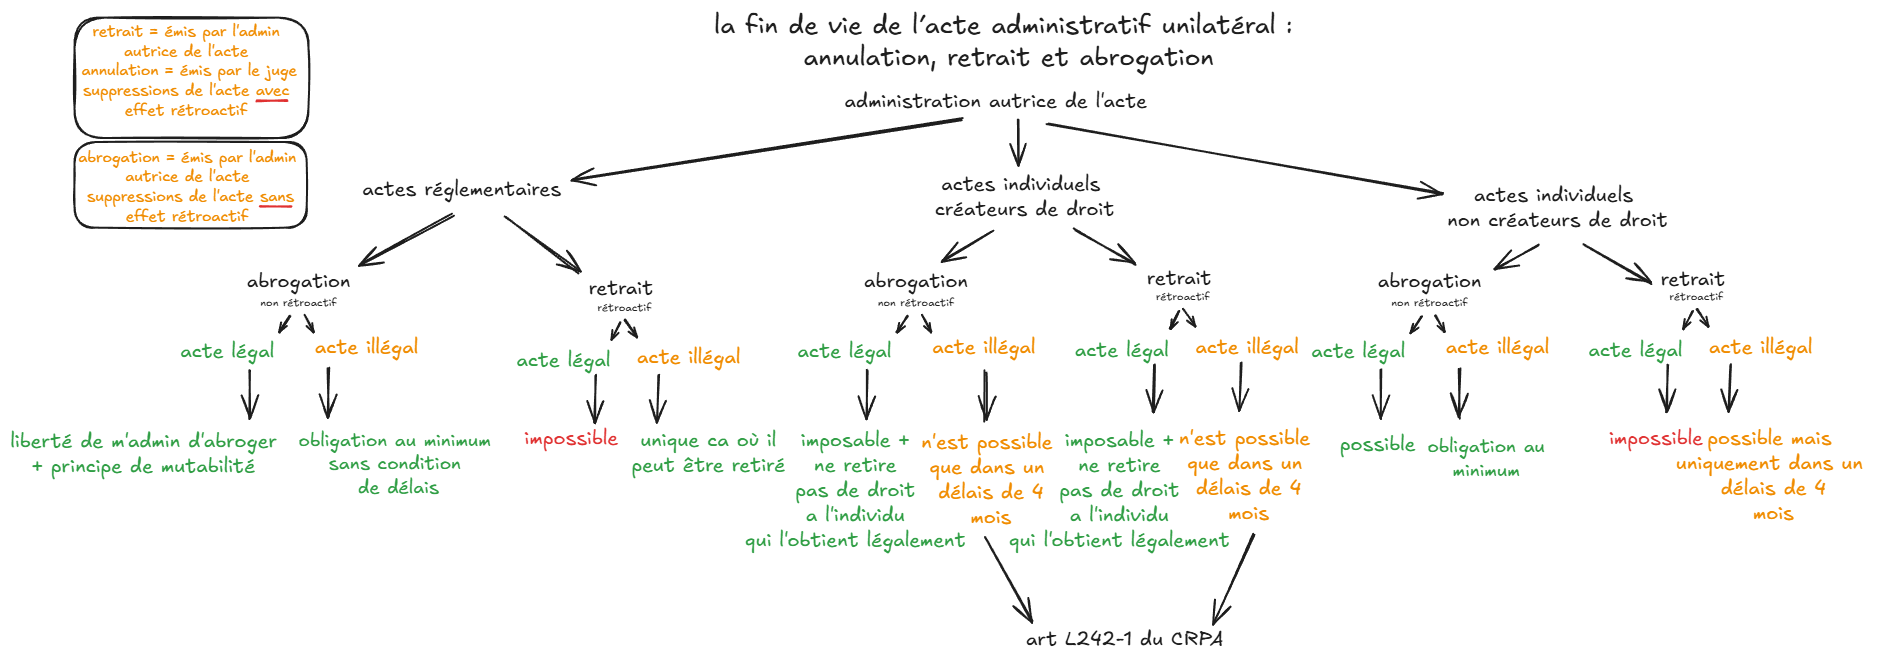 la fin de vie de l'acte administratif unilatéral :
annulation, retrait et abrogation
retrait = émis par l'admin
autrice de l'acte
annulation = émis par le juge
suppressions de l'acte avec
effet rétroactif
abrogation = émis par l'admin
autrice de l'acte
suppressions de l'acte sans
effet rétroactif
administration autrice de l'acte
actes réglementaires
actes individuels
créateurs de droit
actes individuels
non créateurs de droit
abrogation
non rétroactif
retrait
rétroactif
abrogation
non rétroactif
retrait
rétroactif
abrogation
non rétroactif
retrait
rétroactif
acte légal
acte illégal
acte légal
acte illégal
acte légal
acte illégal
acte légal
acte illégal
acte légal
acte illégal
acte légal
acte illégal
liberté de m'admin d'abroger
+ principe de mutabilité
obligation au minimum
sans condition
de délais
impossible
unique ca où il
peut être retiré
imposable +
ne retire
pas de droit
a l'individu
qui l'obtient légalement
n'est possible
que dans un
délais de 4
mois
imposable +
ne retire
pas de droit
a l'individu
qui l'obtient légalement
n'est possible
que dans un
délais de 4
mois
possible
obligation au
minimum
impossible
possible mais
uniquement dans un
délais de 4
mois
art L242-1 du CRPA